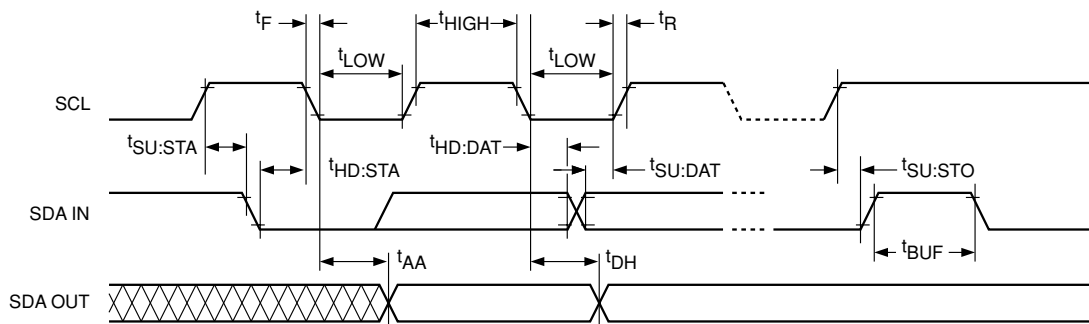 tF
tHIGH
tR
tLOW
tLOW
SCL
tSU:STA
tHD:STA
tHD:DAT
tSU:DAT
tSU:STO
SDA IN
tBUF
tAA
tDH
SDA OUT